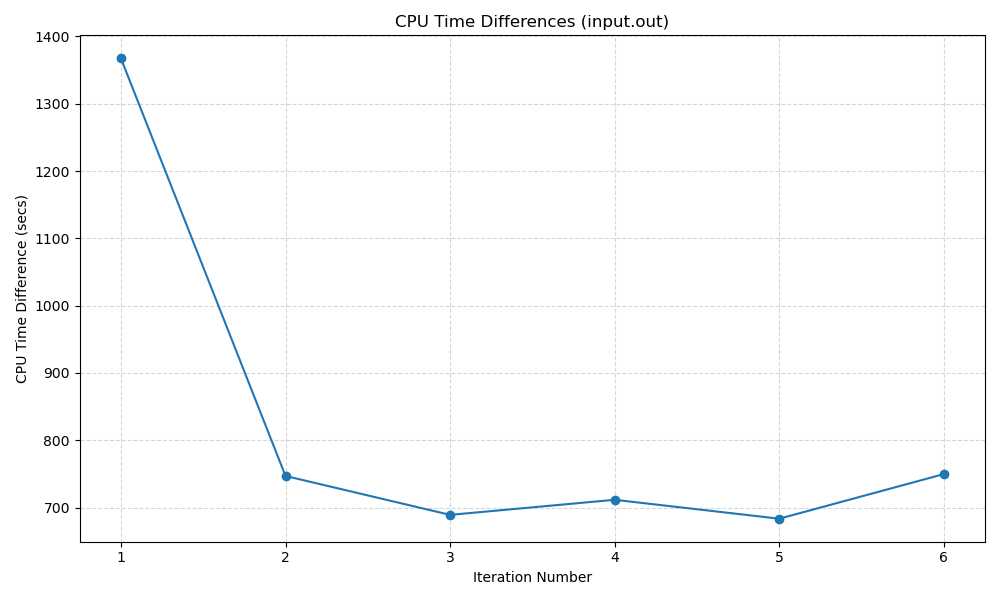 CPU Time Differences (input.out)
1400
1300
1200
1100
1000
900
800
700
CPU Time Difference (secs)
1 2 3 4 5 6
Iteration Number